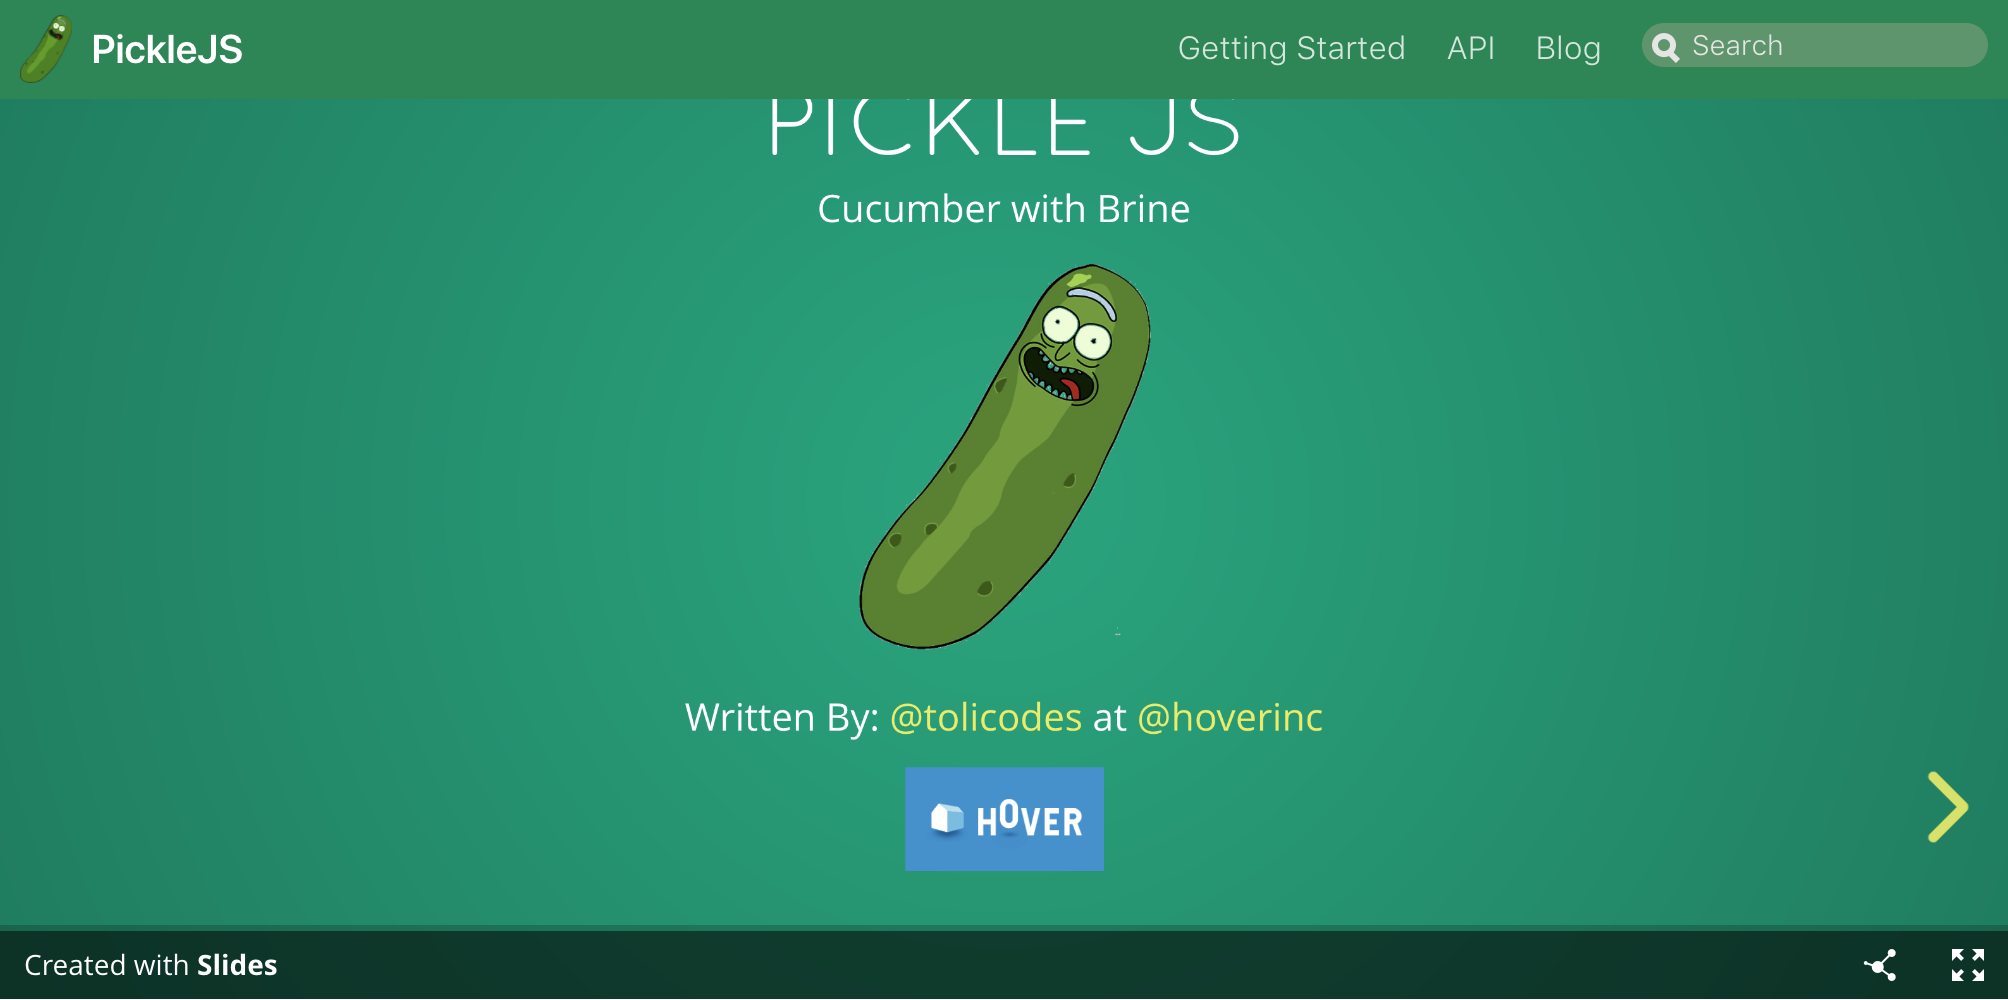 PickleJS
Getting Started API Blog Search
PICKLE JS
Cucumber with Brine
Written By: @tolicodes at @hoverinc
HOVER
Created with Slides